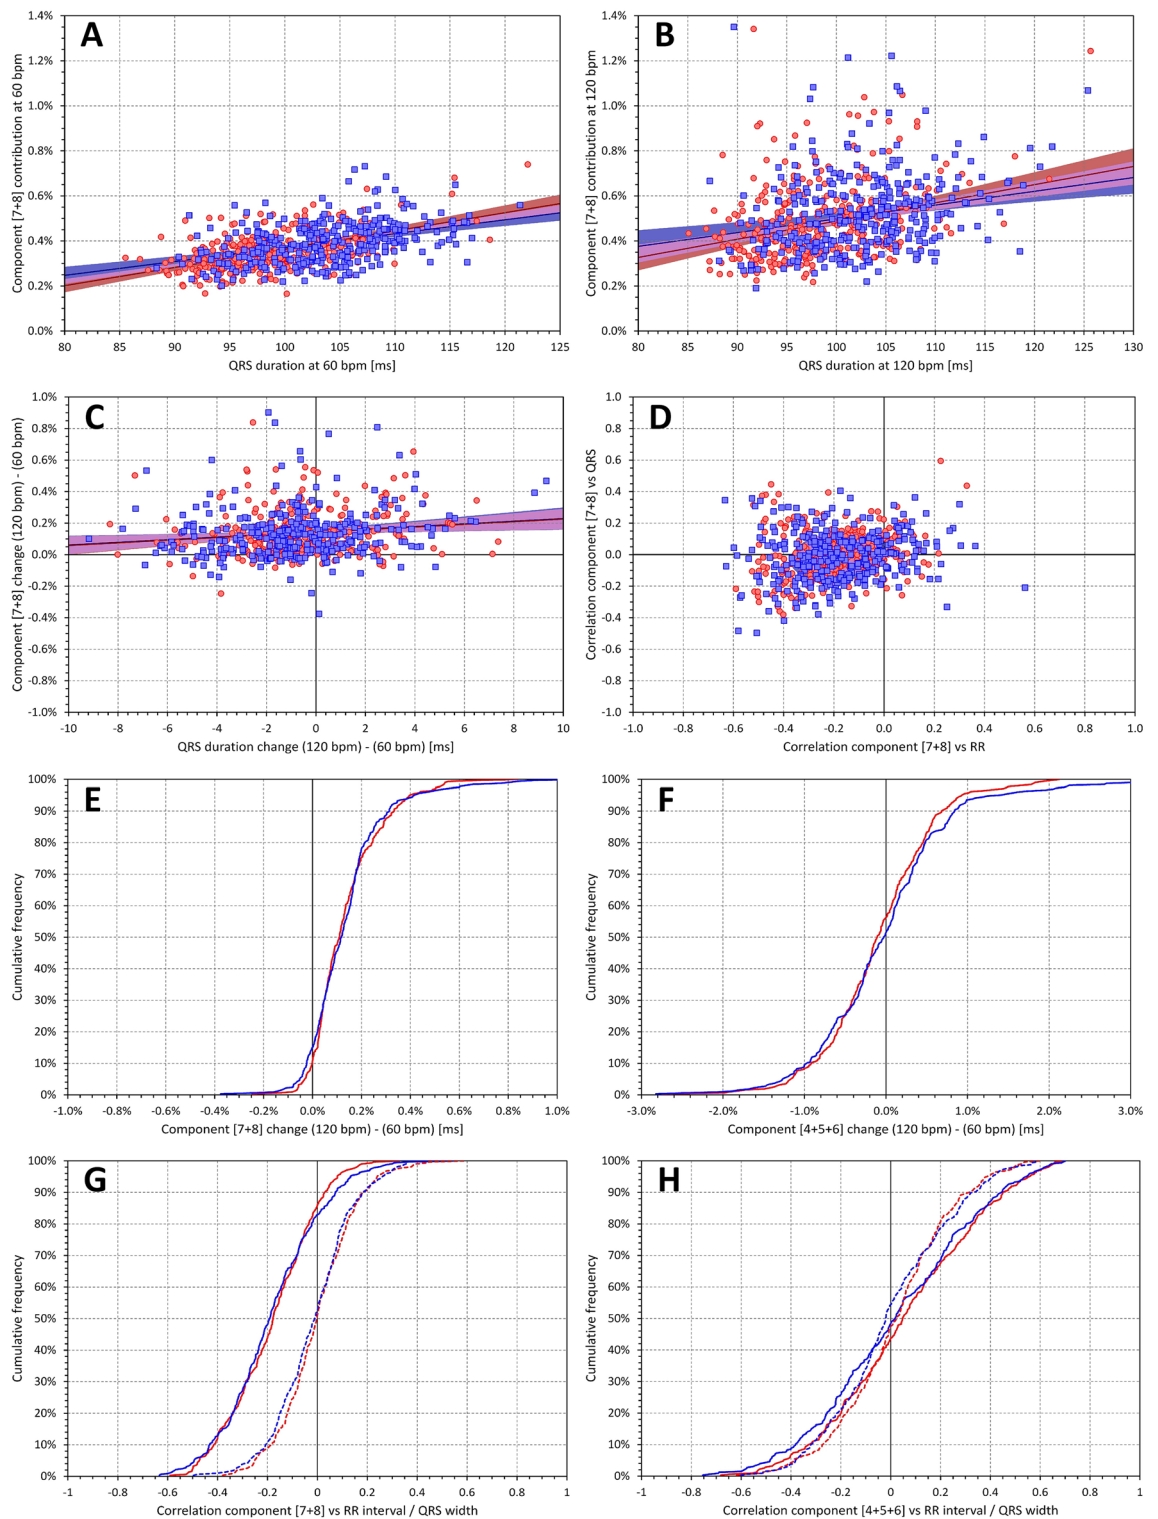 A
Component [7+8] contribution at 60 bpm
1.4%
1.2%
1.0%
0.8%
0.6%
0.4%
0.2%
0.0%
80 85 90 95 100 105 110 115 120 125
QRS duration at 60 bpm [ms]
B
Component [7+8] contribution at 120 bpm
1.4%
1.2%
1.0%
0.8%
0.6%
0.4%
0.2%
0.0%
80 85 90 95 100 105 110 115 120 125 130
QRS duration at 120 bpm [ms]
C
Component [7+8] change (120 bpm) - (60 bpm)
1.0%
0.8%
0.6%
0.4%
0.2%
0.0%
-0.2%
-0.4%
-0.6%
-0.8%
-1.0%
-10 -8 -6 -4 -2 0 2 4 6 8 10
QRS duration change (120 bpm) - (60 bpm) [ms]
D
Correlation component [7+8] vs QRS
1.0
0.8
0.6
0.4
0.2
0.0
-0.2
-0.4
-0.6
-0.8
-1.0
-1.0 -0.8 -0.6 -0.4 -0.2 0.0 0.2 0.4 0.6 0.8 1.0
Correlation component [7+8] vs RR
E
Cumulative frequency
100%
90%
80%
70%
60%
50%
40%
30%
20%
10%
0%
-1.0% -0.8% -0.6% -0.4% -0.2% 0.0% 0.2% 0.4% 0.6% 0.8% 1.0%
Component [7+8] change (120 bpm) - (60 bpm) [ms]
F
Cumulative frequency
100%
90%
80%
70%
60%
50%
40%
30%
20%
10%
0%
-3.0% -2.0% -1.0% 0.0% 1.0% 2.0% 3.0%
Component [4+5+6] change (120 bpm) - (60 bpm) [ms]
G
Cumulative frequency
100%
90%
80%
70%
60%
50%
40%
30%
20%
10%
0%
-1 -0.8 -0.6 -0.4 -0.2 0 0.2 0.4 0.6 0.8 1
Correlation component [7+8] vs RR interval / QRS width
H
Cumulative frequency
100%
90%
80%
70%
60%
50%
40%
30%
20%
10%
0%
-1 -0.8 -0.6 -0.4 -0.2 0 0.2 0.4 0.6 0.8 1
Correlation component [4+5+6] vs RR interval / QRS width